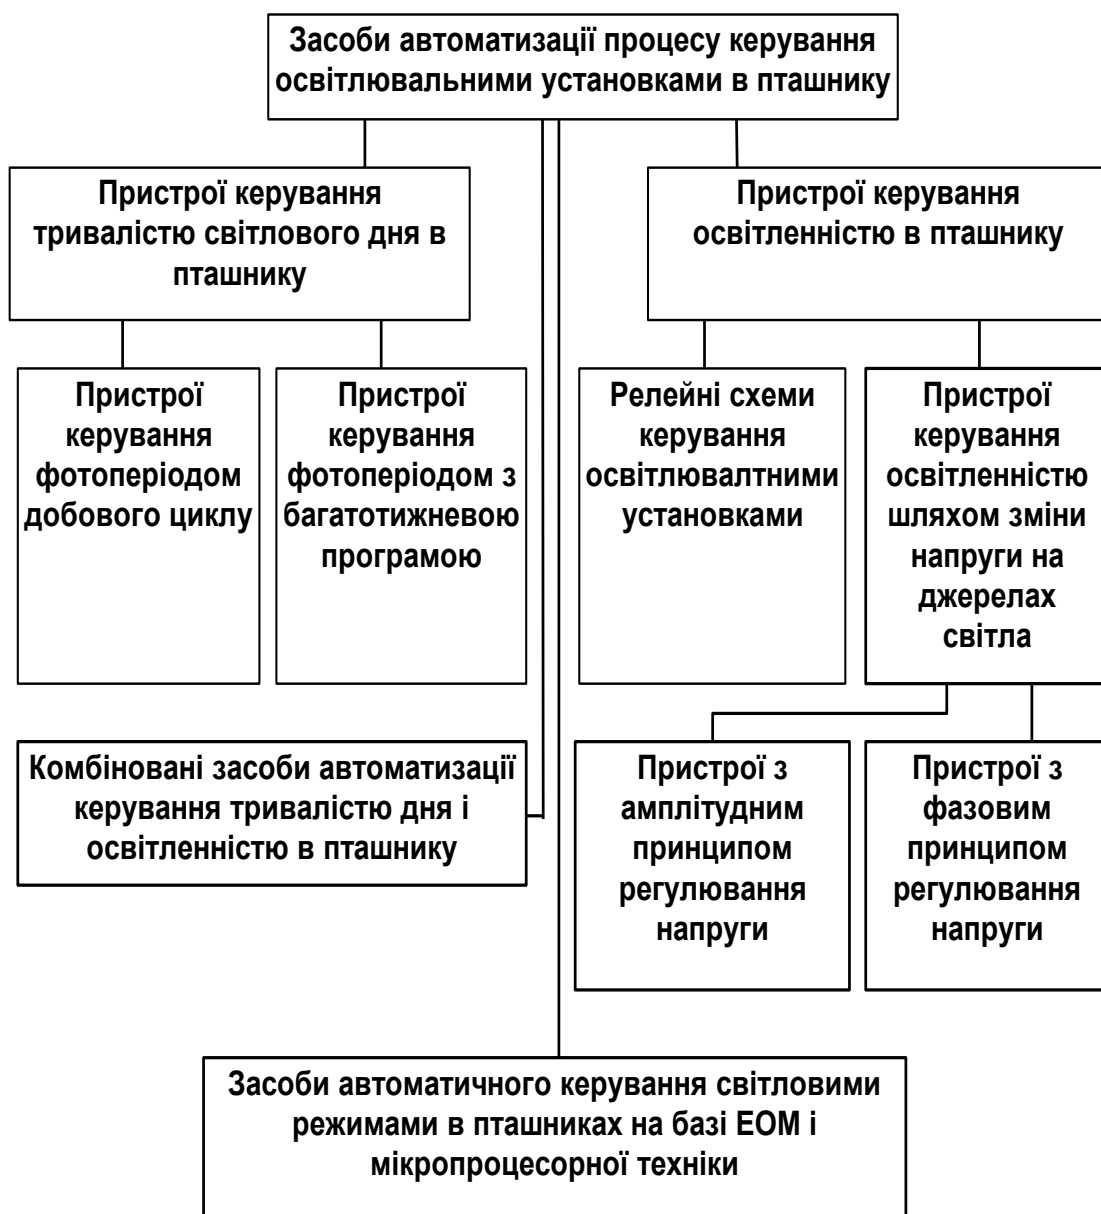 Засоби автоматизації процесу керування
освітлювальними установками в пташнику
Пристрої керування
тривалістю світлового дня в
пташнику
Пристрої керування
освітленністю в пташнику
Пристрої
керування
фотоперіодом
добового циклу
Пристрої
керування
фотоперіодом з
багатотижневою
програмою
Релейні схеми
керування
освітлювалтними
установками
Пристрої
керування
освітленністю
шляхом зміни
напруги на
джерелах
світла
Комбіновані засоби автоматизації
керування тривалістю дня і
освітленністю в пташнику
Пристрої з
амплітудним
принципом
регулювання
напруги
Пристрої з
фазовим
принципом
регулювання
напруги
Засоби автоматичного керування світловими
режимами в пташниках на базі ЕОМ і
мікропроцесорної техніки